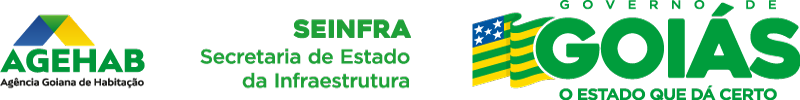 AGEHAB
Agência Goiana de Habitação
SEINFRA
Secretaria de Estado
da Infraestrutura
GOVERNO DE
GOIÁS
O ESTADO QUE DÁ CERTO